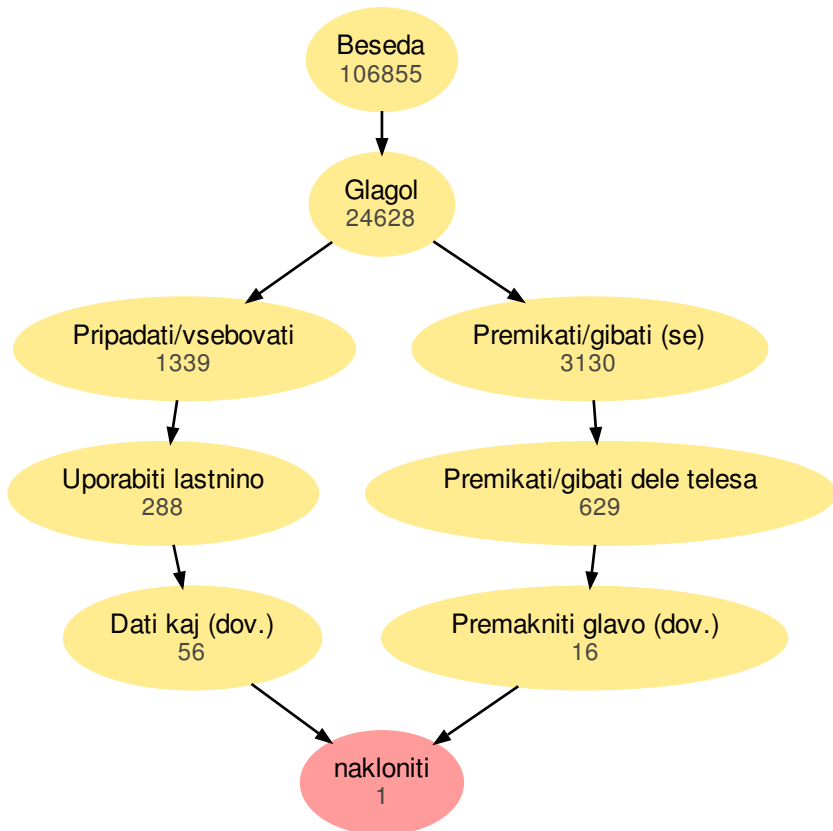 Beseda
106855
Glagol
24628
Pripadati/vsebovati
1339
Premikati/gibati (se)
3130
Uporabiti lastnino
288
Premikati/gibati dele telesa
629
Dati kaj (dov.)
56
Premakniti glavo (dov.)
16
nakloniti
1